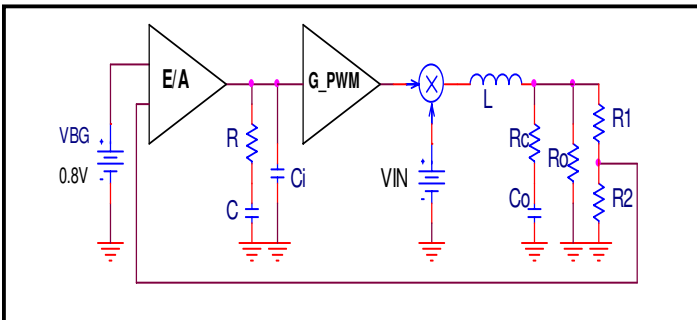 E/A
G_PWM
X
L
R1
R
Rc
Ro
VBG
+
-
0.8V
Ci
VIN
+
-
C
Co
R2